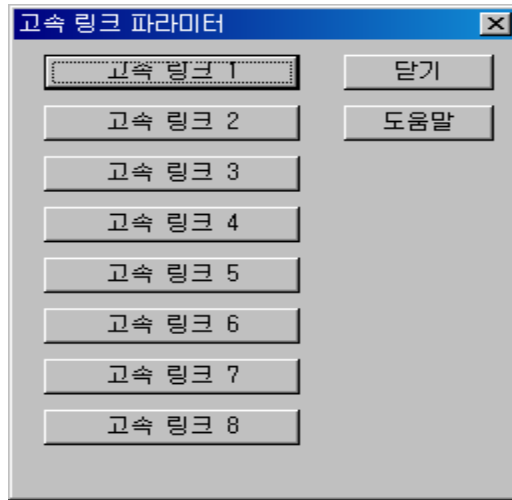 고속 링크 파라미터
고속 링크 1 닫기
고속 링크 2 도움말
고속 링크 3
고속 링크 4
고속 링크 5
고속 링크 6
고속 링크 7
고속 링크 8